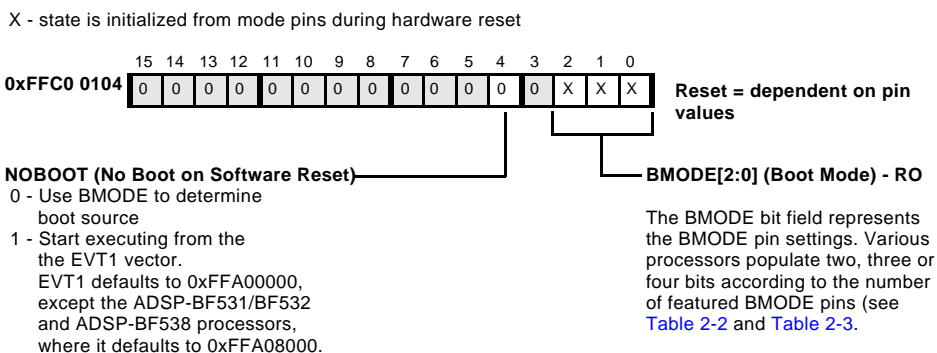 X - state is initialized from mode pins during hardware reset
15 14 13 12 11 10 9 8 7 6 5 4 3 2 1 0
0xFFC0 0104 0 0 0 0 0 0 0 0 0 0 0 0 0 X X X
Reset = dependent on pin
values
NOBOOT (No Boot on Software Reset)
0 - Use BMODE to determine
boot source
1 - Start executing from the
the EVT1 vector.
EVT1 defaults to 0xFFA00000,
except the ADSP-BF531/BF532
and ADSP-BF538 processors,
where it defaults to 0xFFA08000.
BMODE[2:0] (Boot Mode) - RO
The BMODE bit field represents
the BMODE pin settings. Various
processors populate two, three or
four bits according to the number
of featured BMODE pins (see
Table 2-2 and Table 2-3.